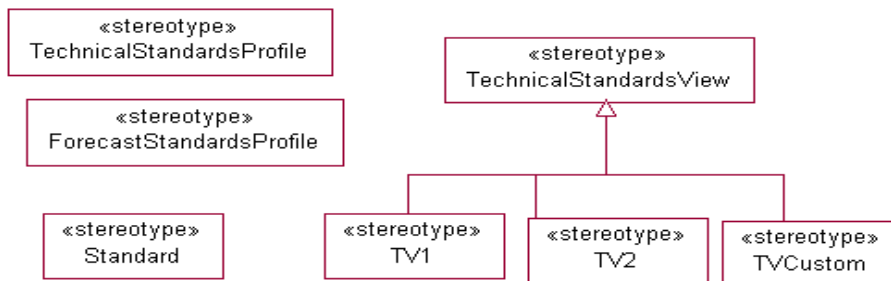 «stereotype»
TechnicalStandardsProfile
«stereotype»
TechnicalStandardsView
«stereotype»
ForecastStandardsProfile
«stereotype»
Standard
«stereotype»
TV1
«stereotype»
TV2
«stereotype»
TVCustom